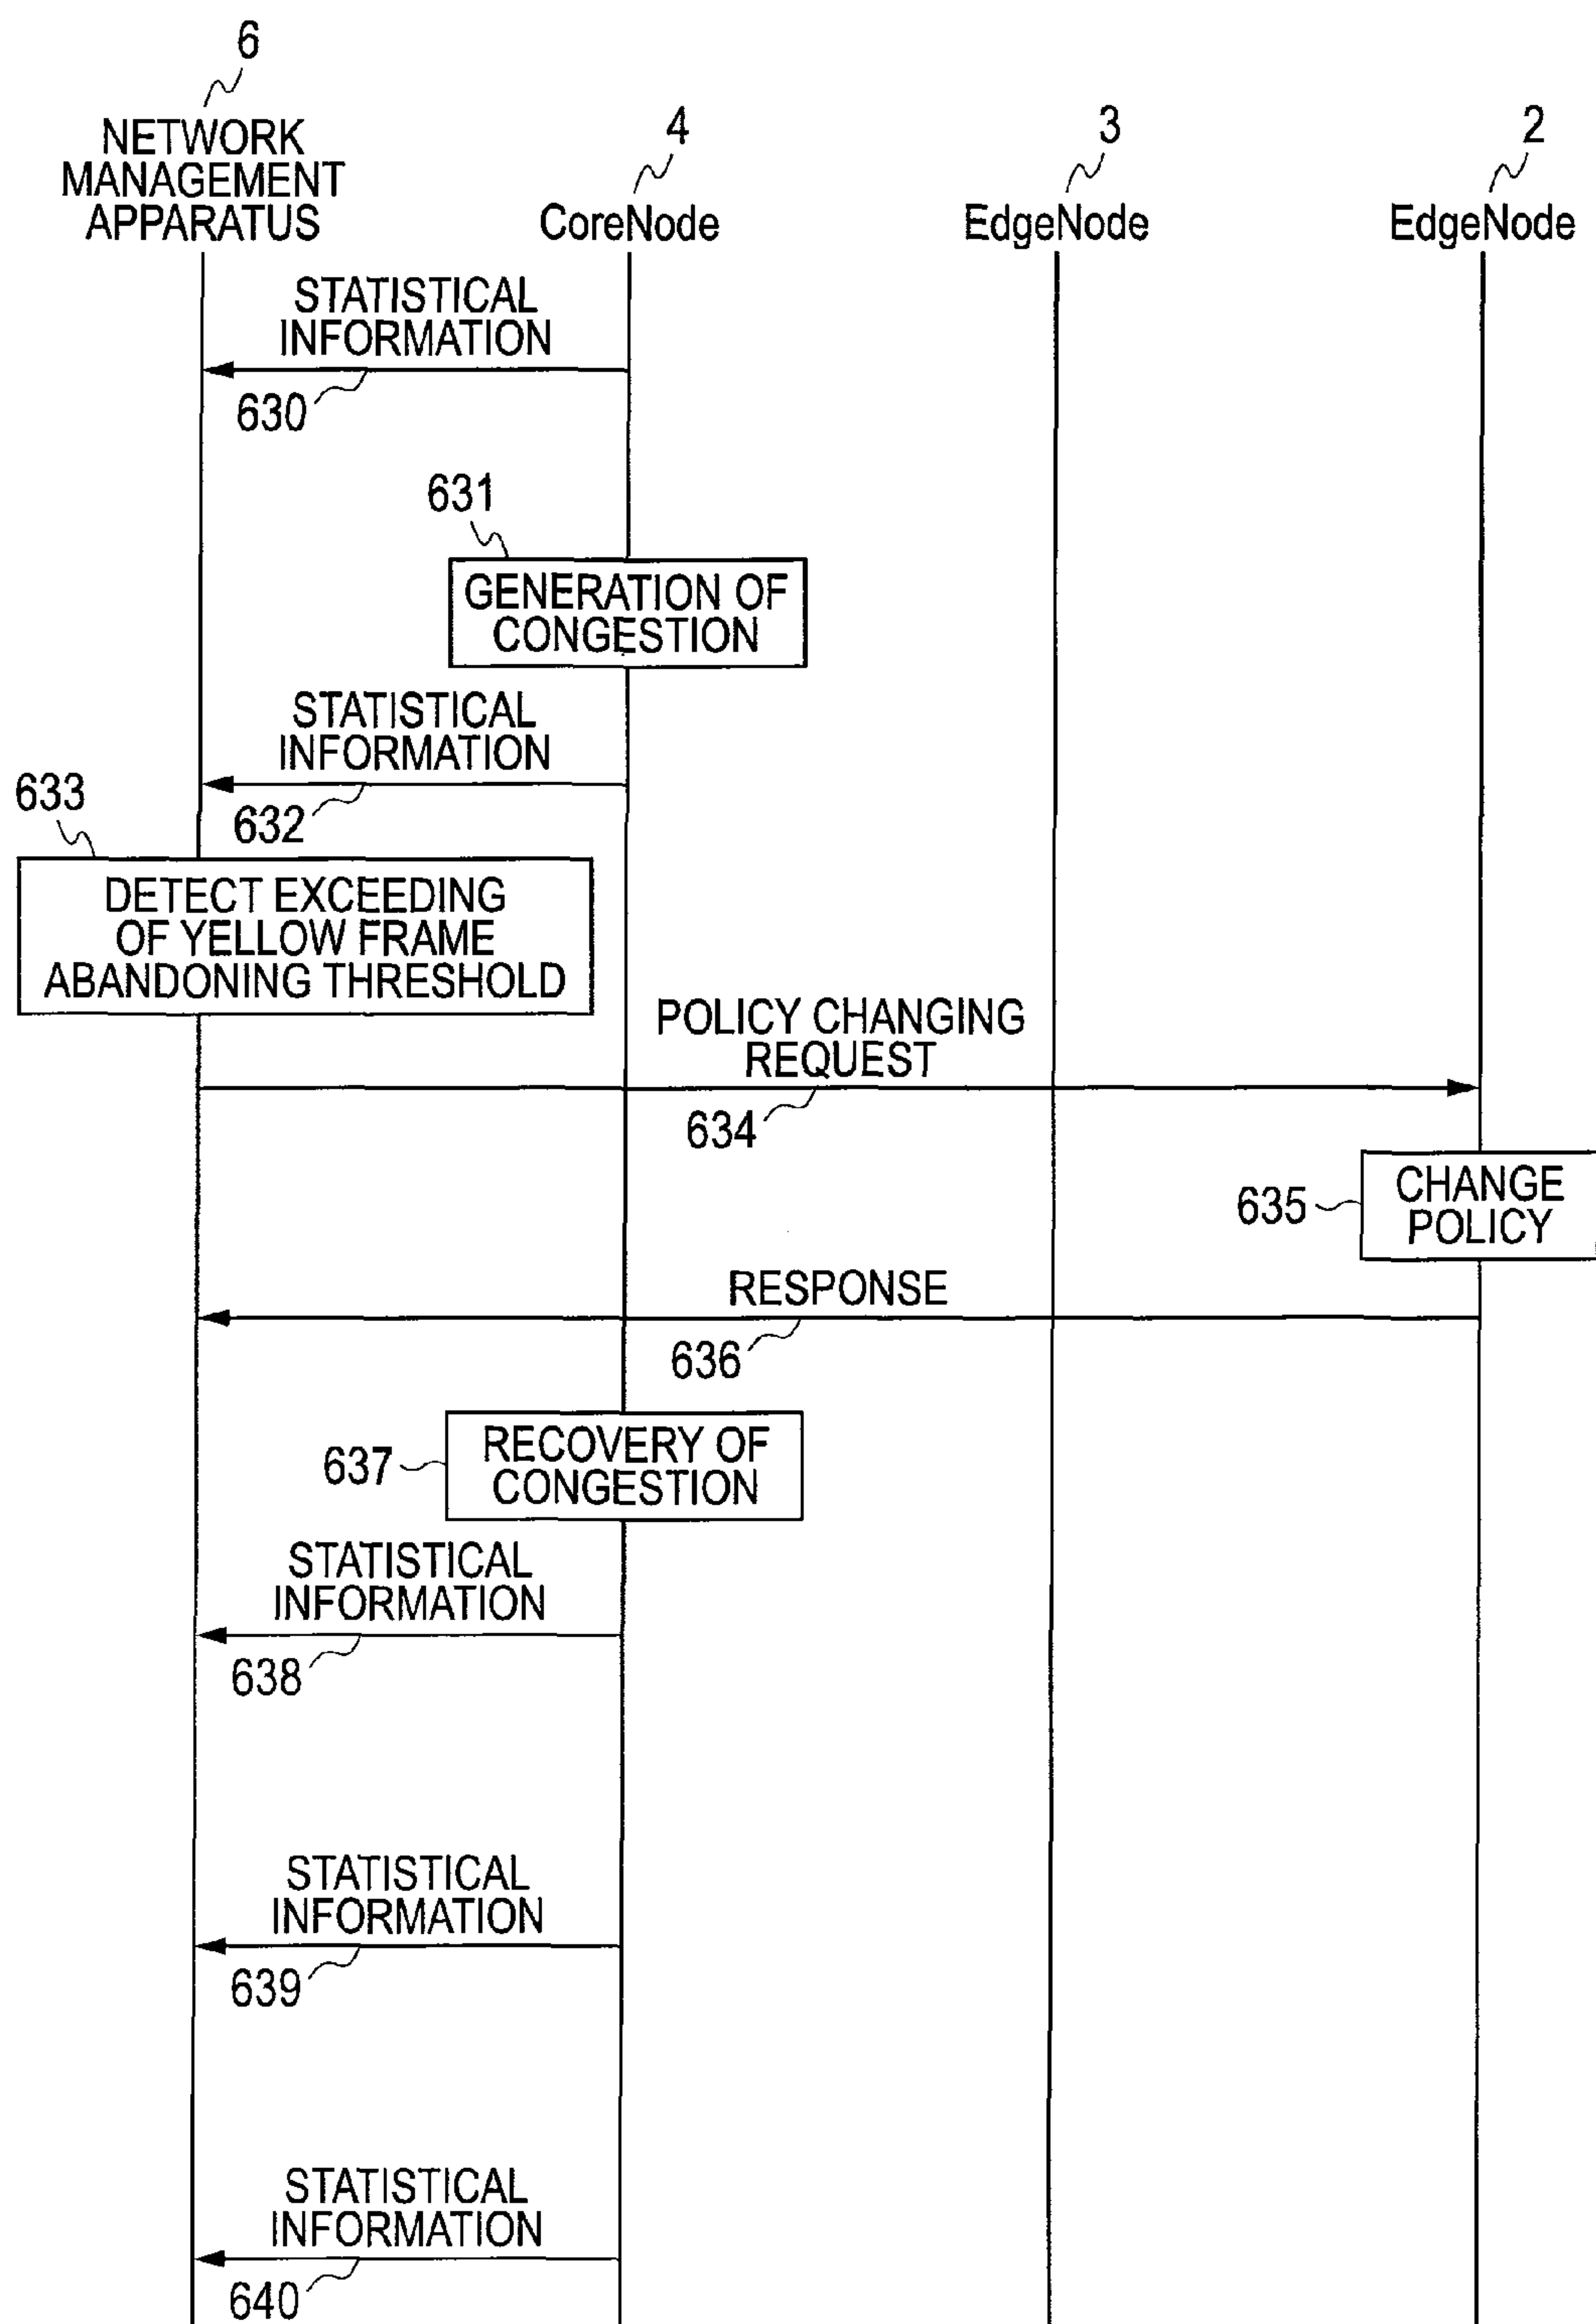 6
NETWORK
MANAGEMENT
APPARATUS
4
CoreNode
3
EdgeNode
2
EdgeNode
STATISTICAL
INFORMATION
630
631
GENERATION OF
CONGESTION
STATISTICAL
INFORMATION
632
633
DETECT EXCEEDING
OF YELLOW FRAME
ABANDONING THRESHOLD
POLICY CHANGING
REQUEST
634
635
CHANGE
POLICY
RESPONSE
636
637
RECOVERY OF
CONGESTION
STATISTICAL
INFORMATION
638
STATISTICAL
INFORMATION
639
STATISTICAL
INFORMATION
640